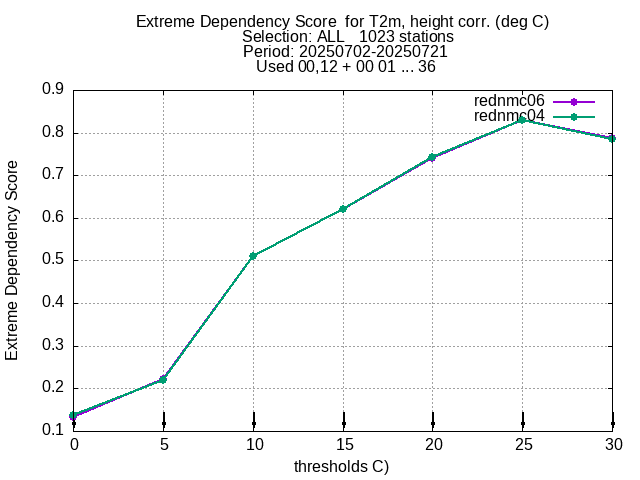 Extreme Dependency Score  for T2m, height corr. (deg C)
Selection: ALL   1023 stations
Period: 20250702-20250721
Used 00,12 + 00 01 ... 36
rednmc06
rednmc04
Extreme Dependency Score
0.9
0.8
0.7
0.6
0.5
0.4
0.3
0.2
0.1
0 5 10 15 20 25 30
thresholds C)